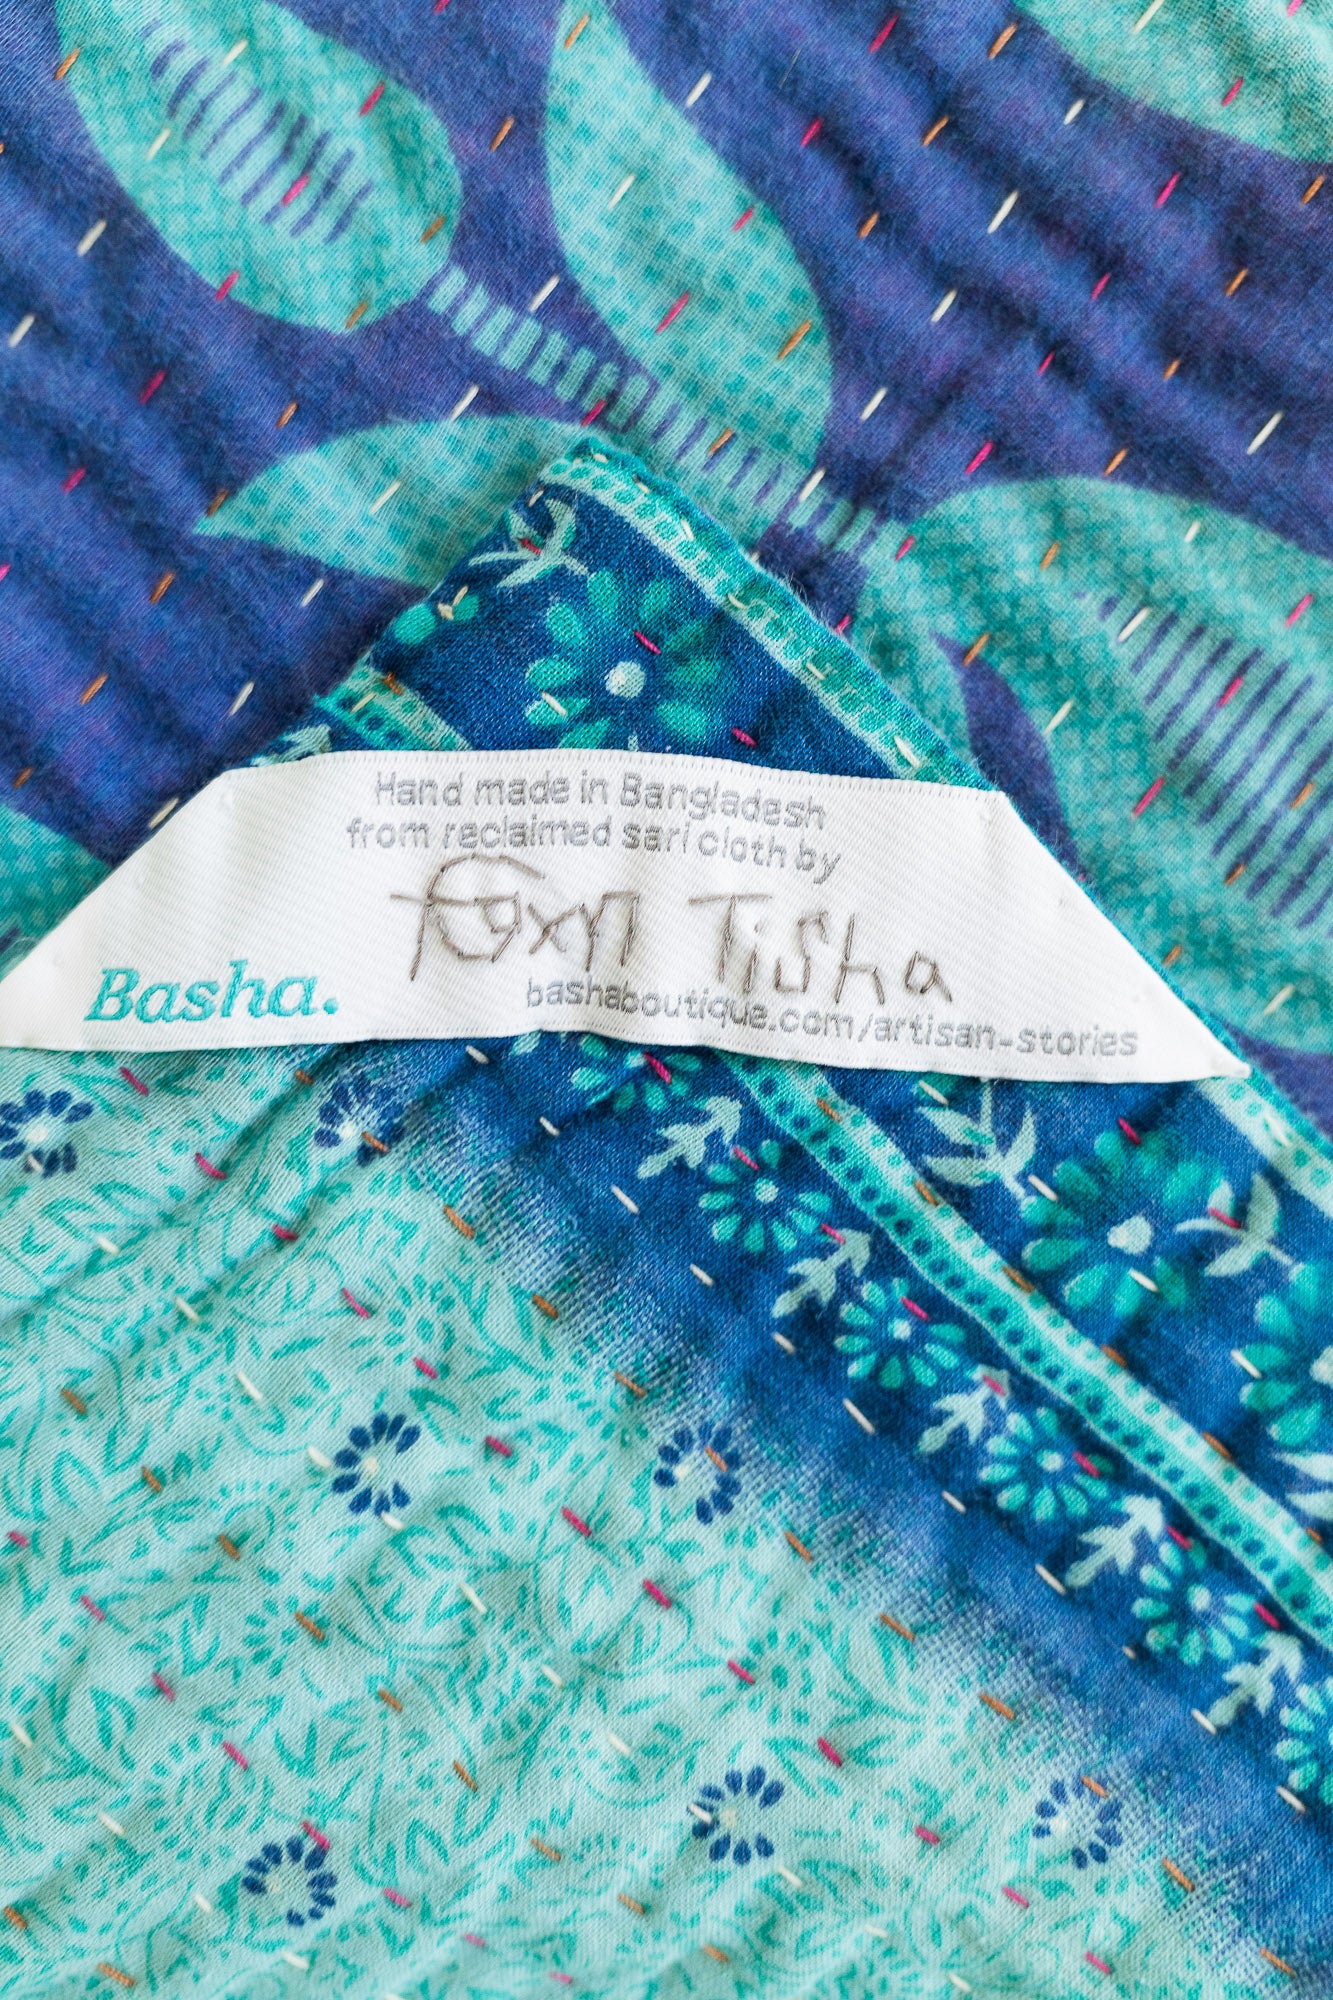 Hand made in Bangladesh
from reclaimed sari cloth by
Tisha
Basha.
bashaboutique.com/artisan-stories